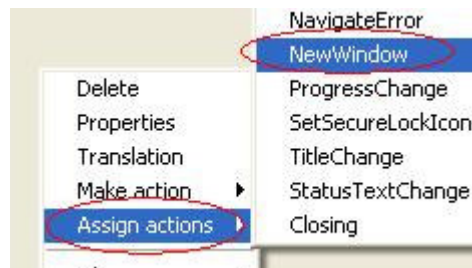 NavigateError
NewWindow
ProgressChange
SetSecureLockIcon
TitleChange
StatusTextChange
Closing
Delete
Properties
Translation
Make action
Assign actions